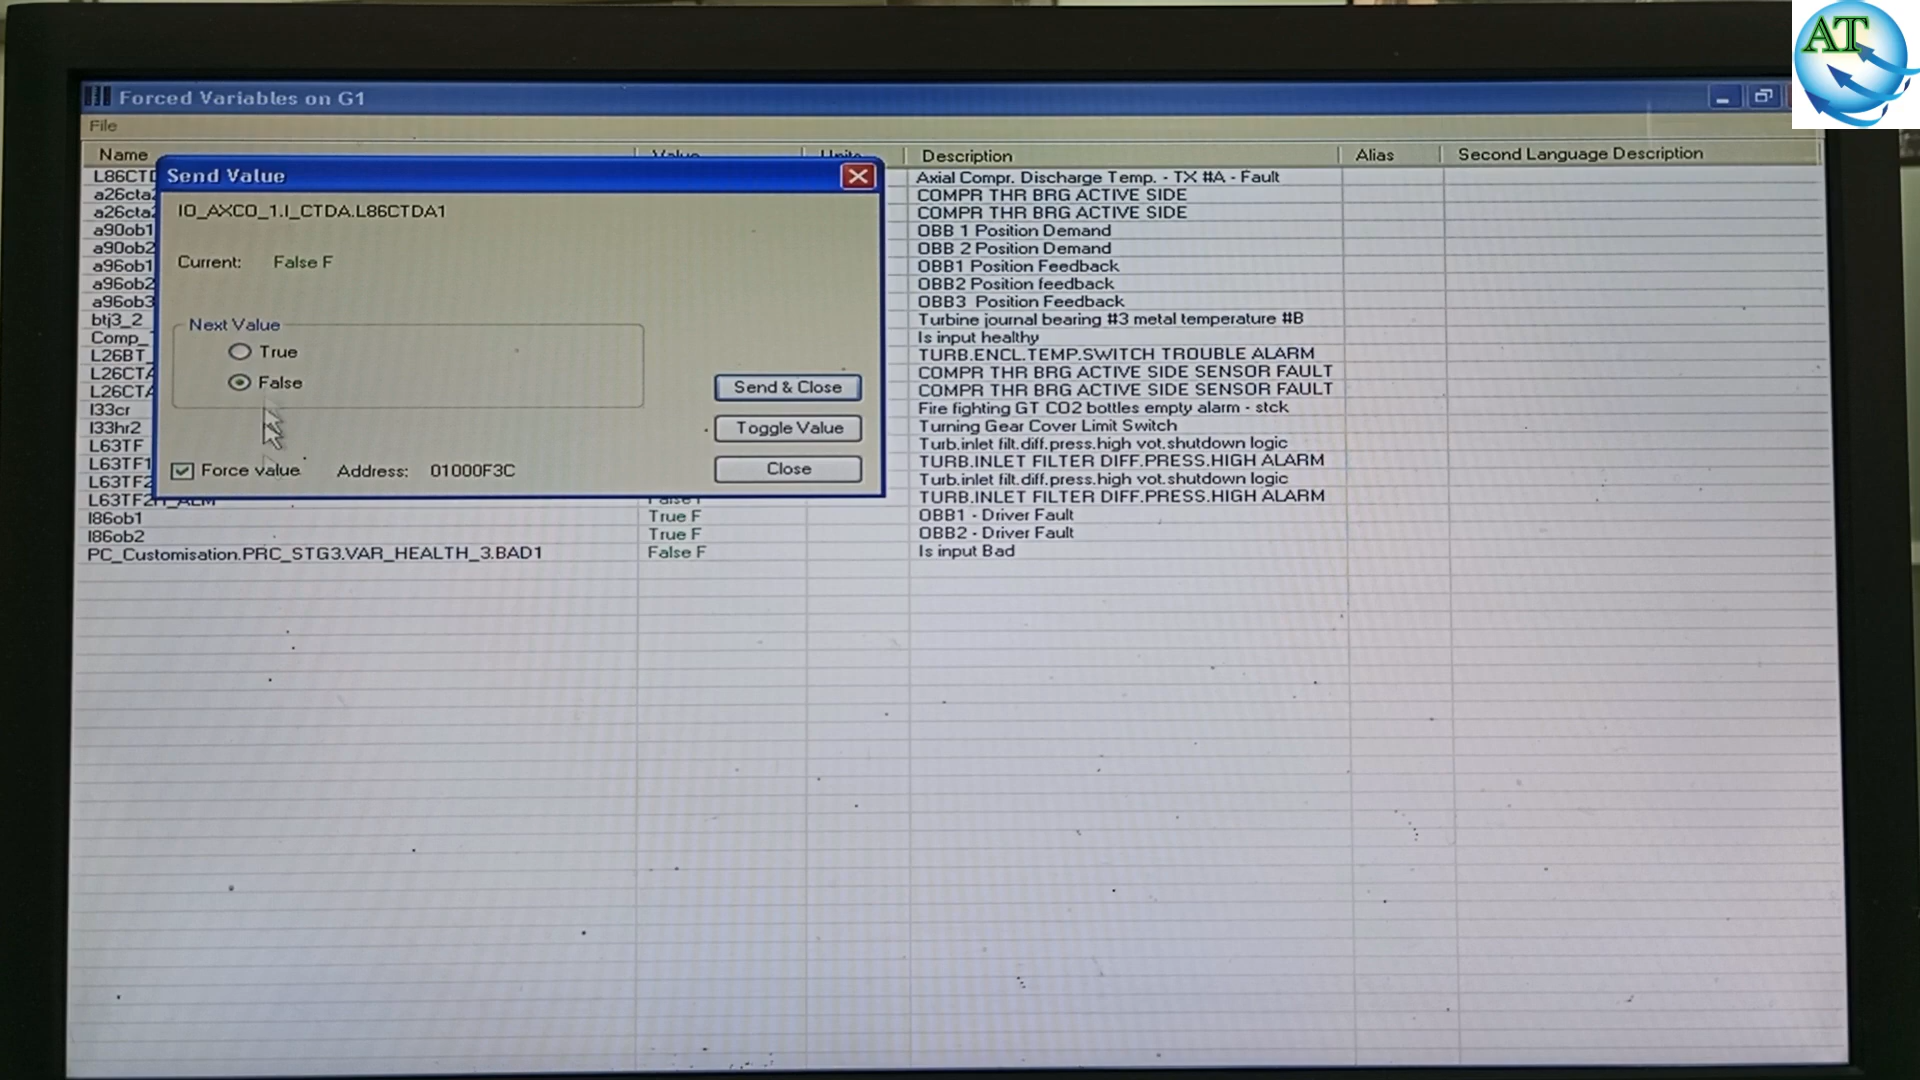 AT
Forced Variables on G1
File
Name Value Units Description Alias Second Language Description
Send Value
IO_AXCO_1.I_CTDA.L86CTDA1
Current: False F
Next Value
True
False
Send & Close
Toggle Value
Force value Address: 01000F3C Close
Axial Compr. Discharge Temp. - TX #A - Fault
a26cta2 COMPR THR BRG ACTIVE SIDE
COMPR THR BRG ACTIVE SIDE
a90ob1 OBB 1 Position Demand
a90ob2 OBB 2 Position Demand
a96ob1 OBB1 Position Feedback
a96ob2 OBB2 Position feedback
a96ob3 OBB3 Position Feedback
btj3_2 Turbine journal bearing #3 metal temperature #B
Comp_ Is input healthy
L26BT_ TURB.ENCL.TEMP.SWITCH TROUBLE ALARM
L26CTA COMPR THR BRG ACTIVE SIDE SENSOR FAULT
L26CTA COMPR THR BRG ACTIVE SIDE SENSOR FAULT
l33cr Fire fighting GT CO2 bottles empty alarm - stck
l33hr2 Turning Gear Cover Limit Switch
L63TF Turb.inlet filt.diff.press.high vot.shutdown logic
L63TF1 TURB.INLET FILTER DIFF.PRESS.HIGH ALARM
L63TF2 Turb.inlet filt.diff.press.high vot.shutdown logic
L63TF2H_ALM False F TURB.INLET FILTER DIFF.PRESS.HIGH ALARM
l86ob1 True F OBB1 - Driver Fault
l86ob2 True F OBB2 - Driver Fault
PC_Customisation.PRC_STG3.VAR_HEALTH_3.BAD1 False F Is input Bad